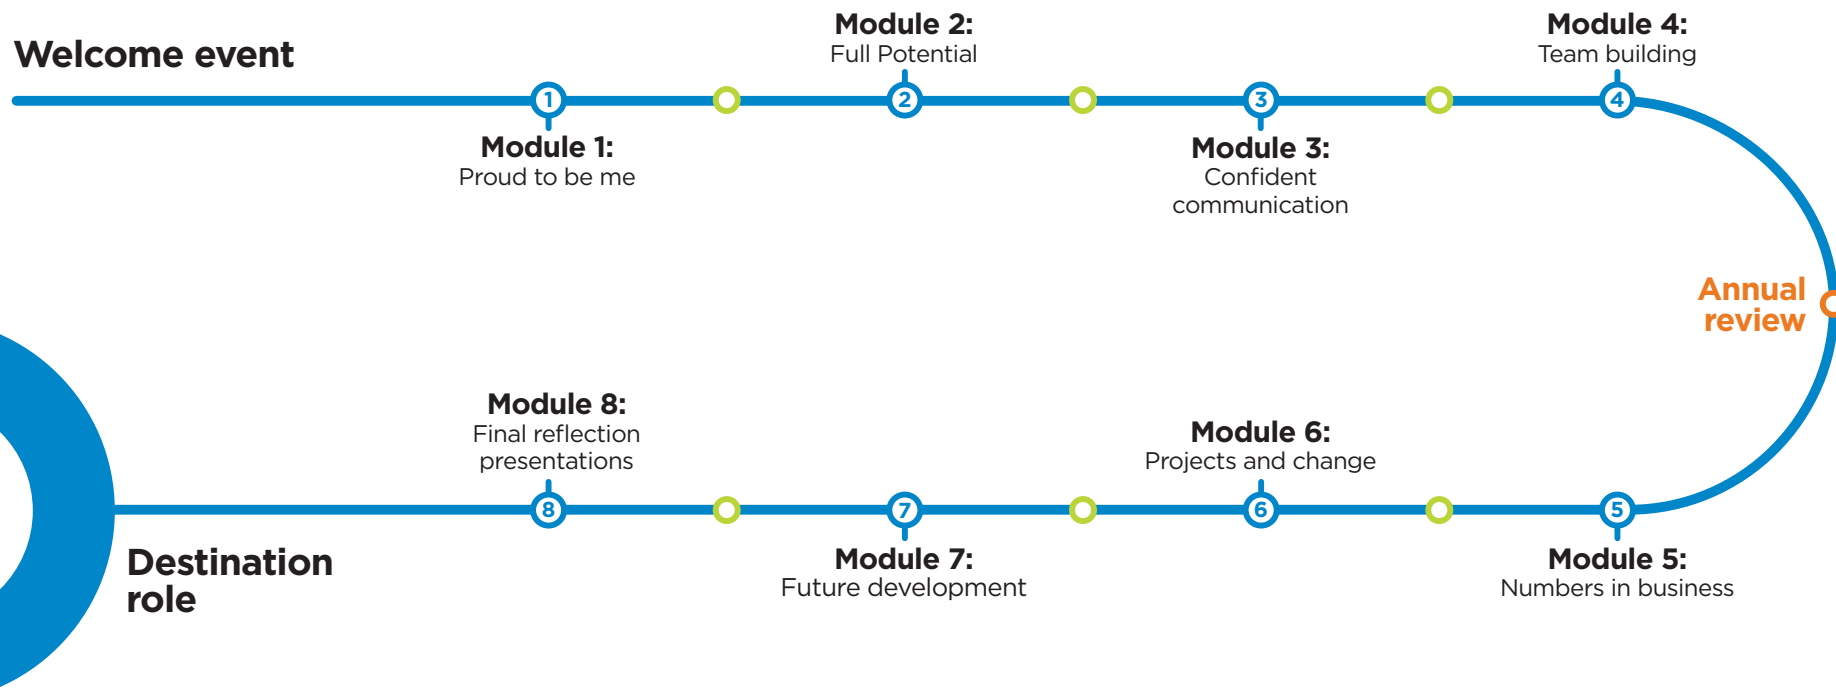 Welcome event
1
Module 1:
Proud to be me
Module 2:
Full Potential
2
3
Module 3:
Confident
communication
Module 4:
Team building
4
Annual
review
5
Module 5:
Numbers in business
Module 6:
Projects and change
6
7
Module 7:
Future development
Module 8:
Final reflection
presentations
8
Destination
role